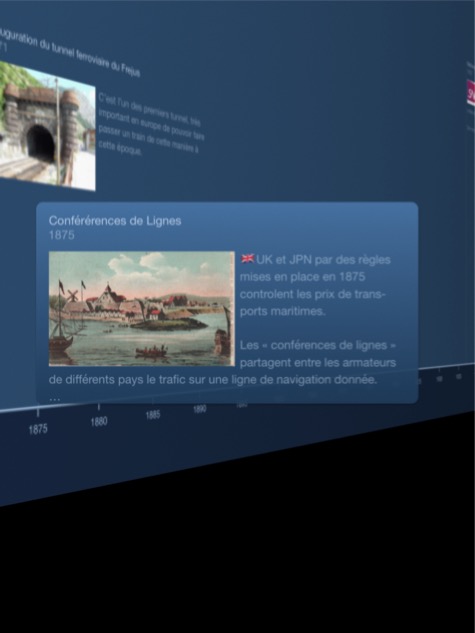 uguration du tunnel ferroviaire du Frejus
71
C'est l'un des premiers tunnel, très
important en europe de pouvoir faire
passer un train de cette manière à
cette époque.
Conférérences de Lignes
1875
UK et JPN par des règles
mises en place en 1875
controlent les prix de trans-
ports maritimes.
Les « conférences de lignes »
partagent entre les armateurs
de différents pays le trafic sur une ligne de navigation donnée.
...
1875
1880
1885
1890